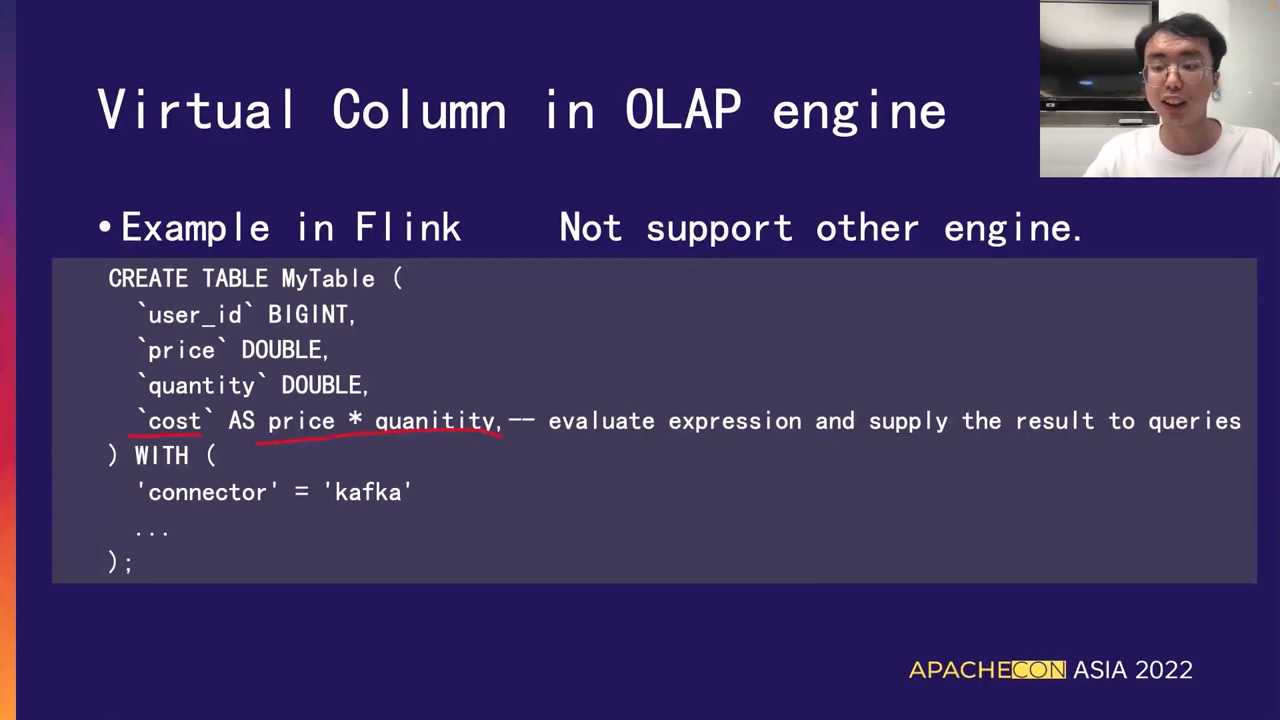 Virtual Column in OLAP engine
•Example in Flink Not support other engine.
CREATE TABLE MyTable (
`user_id` BIGINT,
`price` DOUBLE,
`quantity` DOUBLE,
`cost` AS price * quanitity,-- evaluate expression and supply the result to queries
) WITH (
'connector' = 'kafka'
...
);
APACHECON ASIA 2022